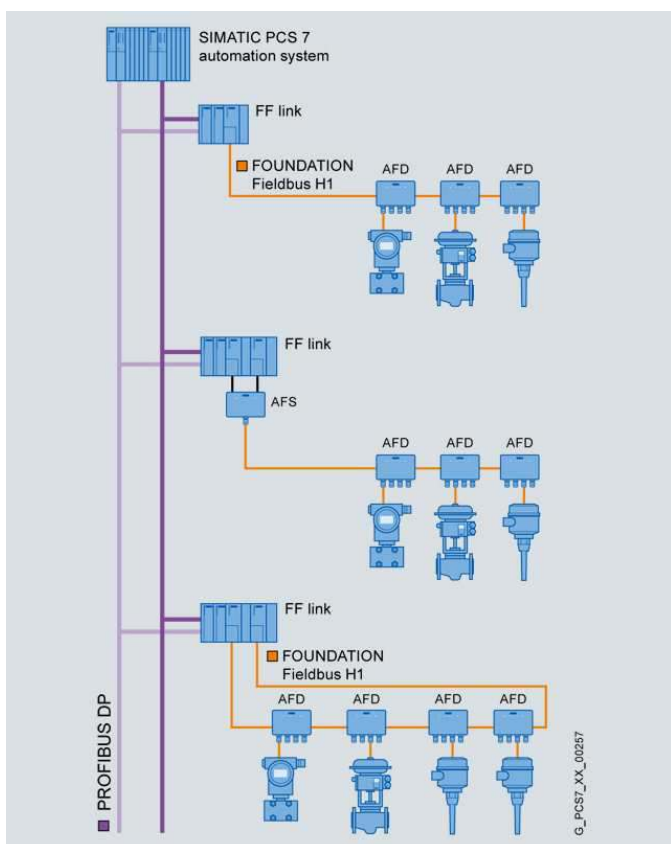 SIMATIC PCS 7
automation system
FF link
FOUNDATION
Fieldbus H1
AFD AFD AFD
FF link
AFS
AFD AFD AFD
FF link
FOUNDATION
Fieldbus H1
AFD AFD AFD AFD
PROFIBUS DP
G_PCS7_XX_00257